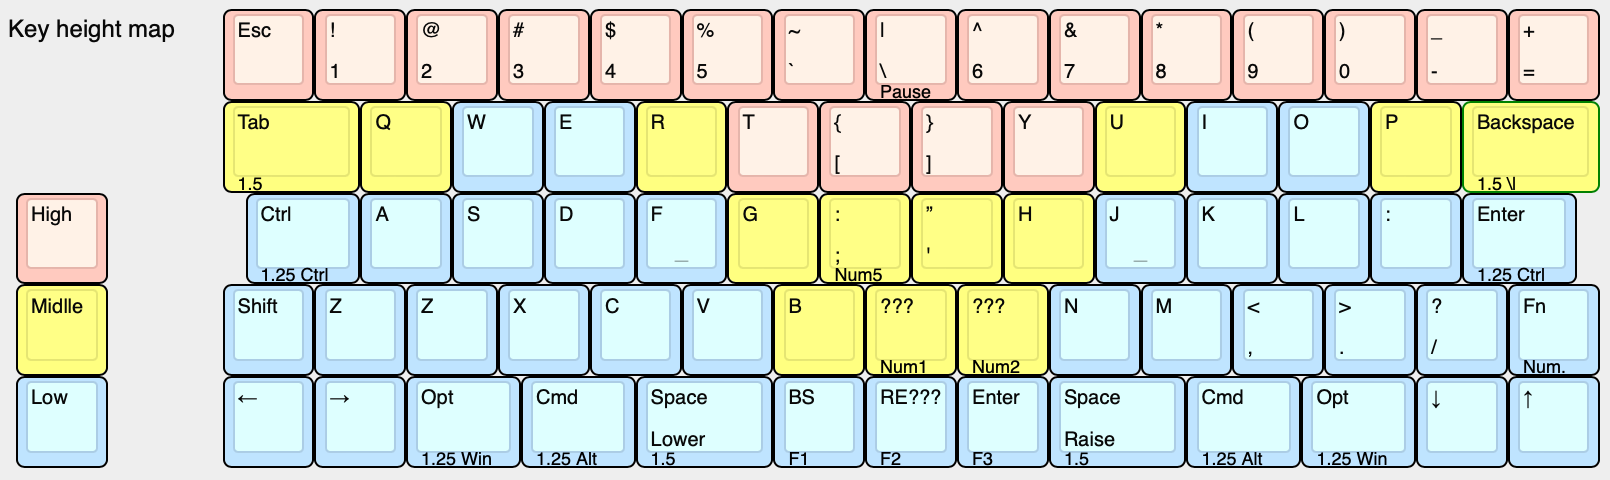 Key height map
Esc ! @ # $ % ~ | ^ & * ( ) _ +
1 2 3 4 5 ` \ 6 7 8 9 0 - =
Pause
Tab Q W E R T { } Y U I O P Backspace
[ ]
1.5 1.5 \|
High
Ctrl A S D F G : ” H J K L : Enter
_ ; ' _
1.25 Ctrl Num5 1.25 Ctrl
Midlle
Shift Z Z X C V B ??? ??? N M < > ? Fn
, . /
Num1 Num2 Num.
Low
← → Opt Cmd Space BS RE??? Enter Space Cmd Opt ↓ ↑
Lower Raise
1.25 Win 1.25 Alt 1.5 F1 F2 F3 1.5 1.25 Alt 1.25 Win